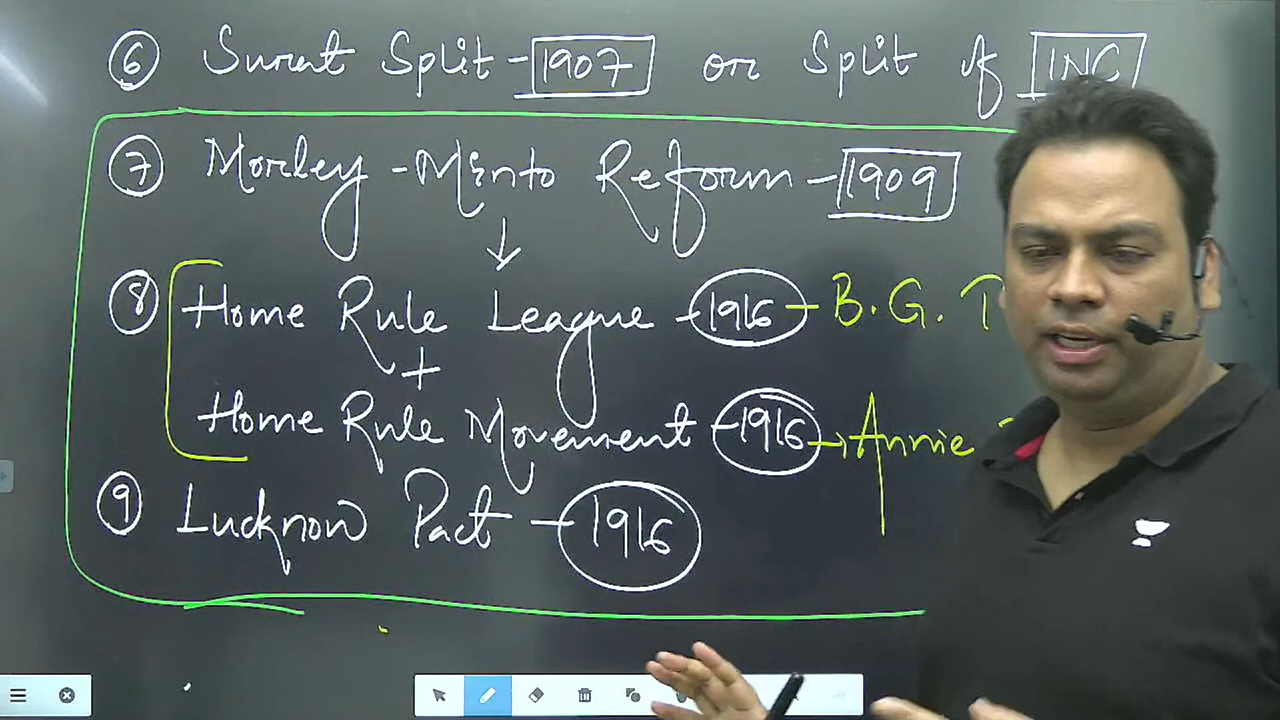 ⑥ Surat Split - 1907 or Split of INC
⑦ Morley - Minto Reform - 1909
↓
⑧ Home Rule League - 1916 - B. G. T
+
Home Rule Movement - 1916 → Annie
⑨ Lucknow Pact - 1916